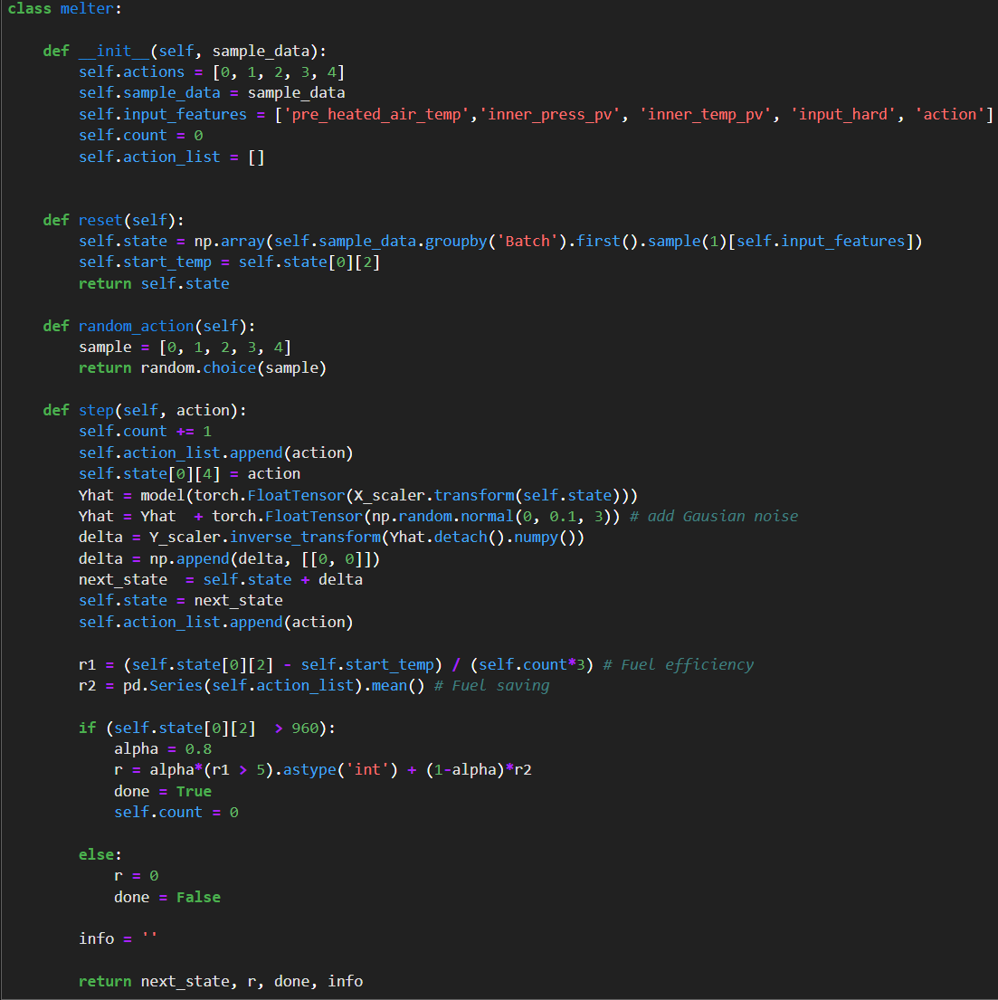 class melter:
def __init__(self, sample_data):
self.actions = [0, 1, 2, 3, 4]
self.sample_data = sample_data
self.input_features = ['pre_heated_air_temp','inner_press_pv', 'inner_temp_pv', 'input_hard', 'action']
self.count = 0
self.action_list = []
def reset(self):
self.state = np.array(self.sample_data.groupby('Batch').first().sample(1)[self.input_features])
self.start_temp = self.state[0][2]
return self.state
def random_action(self):
sample = [0, 1, 2, 3, 4]
return random.choice(sample)
def step(self, action):
self.count += 1
self.action_list.append(action)
self.state[0][4] = action
Yhat = model(torch.FloatTensor(X_scaler.transform(self.state)))
Yhat = Yhat  + torch.FloatTensor(np.random.normal(0, 0.1, 3)) # add Gausian noise
delta = Y_scaler.inverse_transform(Yhat.detach().numpy())
delta = np.append(delta, [[0, 0]])
next_state  = self.state + delta
self.state = next_state
self.action_list.append(action)
r1 = (self.state[0][2] - self.start_temp) / (self.count*3) # Fuel efficiency
r2 = pd.Series(self.action_list).mean() # Fuel saving
if (self.state[0][2]  > 960):
alpha = 0.8
r = alpha*(r1 > 5).astype('int') + (1-alpha)*r2
done = True
self.count = 0
else:
r = 0
done = False
info = ''
return next_state, r, done, info